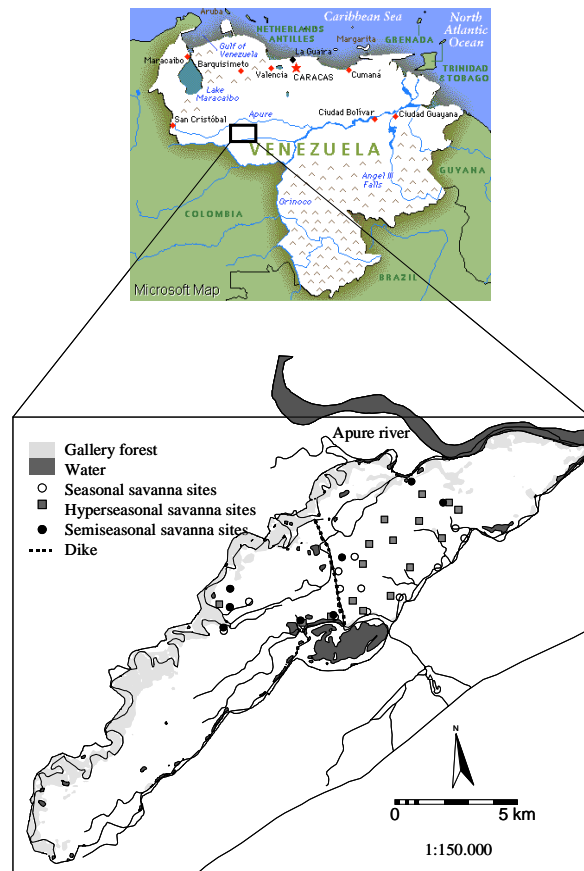 Aruba
NETHERLANDS
ANTILLES
Caribbean Sea
North
Atlantic
Ocean
Margarita
GRENADA
Gulf of
Venezuela
La Guaira
Maracaibo
Barquisimeto
Valencia
CARACAS
Cumaná
TRINIDAD
& TOBAGO
Lake
Maracaibo
Apure
San Cristóbal
Ciudad Bolívar
Ciudad Guayana
VENEZUELA
Angel
Falls
GUYANA
Orinoco
COLOMBIA
BRAZIL
Microsoft Map
Apure river
Gallery forest
Water
Seasonal savanna sites
Hyperseasonal savanna sites
Semiseasonal savanna sites
Dike
N
0 5 km
1:150.000